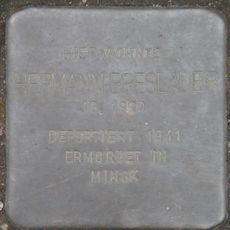 HIER WOHNTE
HERMANN BRESLAUER
JG.
DEPORTIERT 1941
ERMORDET IN
MINSK